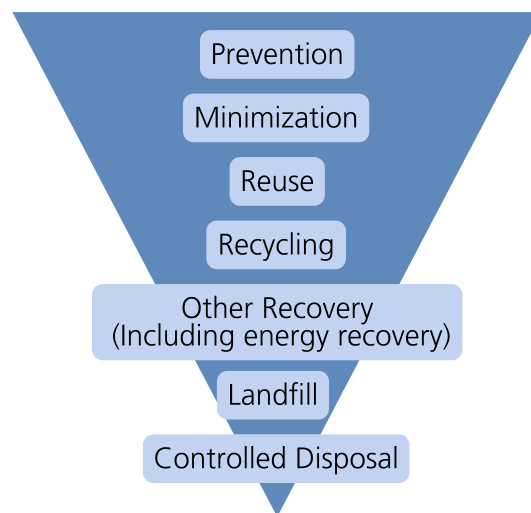 Prevention
Minimization
Reuse
Recycling
Other Recovery
(Including energy recovery)
Landfill
Controlled Disposal